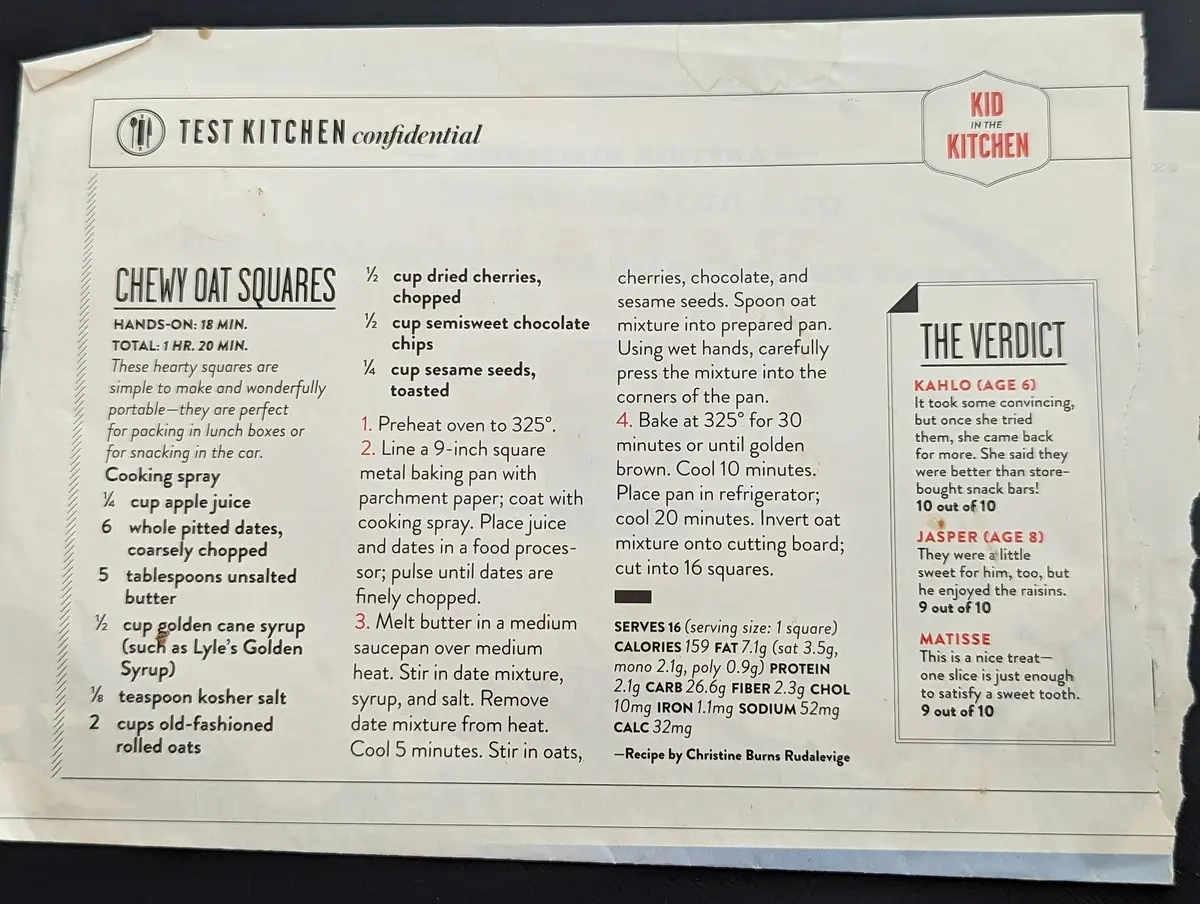 TEST KITCHEN confidential
KID
IN THE
KITCHEN
CHEWY OAT SQUARES
HANDS-ON: 18 MIN.
TOTAL: 1 HR. 20 MIN.
These hearty squares are
simple to make and wonderfully
portable—they are perfect
for packing in lunch boxes or
for snacking in the car.
Cooking spray
¼ cup apple juice
6 whole pitted dates,
coarsely chopped
5 tablespoons unsalted
butter
½ cup golden cane syrup
(such as Lyle's Golden
Syrup)
⅛ teaspoon kosher salt
2 cups old-fashioned
rolled oats
½ cup dried cherries,
chopped
½ cup semisweet chocolate
chips
¼ cup sesame seeds,
toasted
1. Preheat oven to 325°.
2. Line a 9-inch square
metal baking pan with
parchment paper; coat with
cooking spray. Place juice
and dates in a food proces-
sor; pulse until dates are
finely chopped.
3. Melt butter in a medium
saucepan over medium
heat. Stir in date mixture,
syrup, and salt. Remove
date mixture from heat.
Cool 5 minutes. Stir in oats,
cherries, chocolate, and
sesame seeds. Spoon oat
mixture into prepared pan.
Using wet hands, carefully
press the mixture into the
corners of the pan.
4. Bake at 325° for 30
minutes or until golden
brown. Cool 10 minutes.
Place pan in refrigerator;
cool 20 minutes. Invert oat
mixture onto cutting board;
cut into 16 squares.
SERVES 16 (serving size: 1 square)
CALORIES 159 FAT 7.1g (sat 3.5g,
mono 2.1g, poly 0.9g) PROTEIN
2.1g CARB 26.6g FIBER 2.3g CHOL
10mg IRON 1.1mg SODIUM 52mg
CALC 32mg
—Recipe by Christine Burns Rudalevige
THE VERDICT
KAHLO (AGE 6)
It took some convincing,
but once she tried
them, she came back
for more. She said they
were better than store-
bought snack bars!
10 out of 10
JASPER (AGE 8)
They were a little
sweet for him, too, but
he enjoyed the raisins.
9 out of 10
MATISSE
This is a nice treat—
one slice is just enough
to satisfy a sweet tooth.
9 out of 10